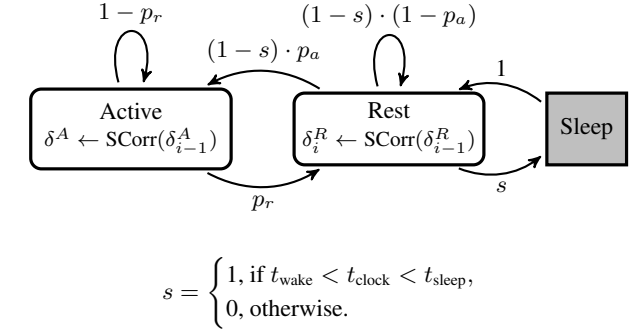 1 − p_r
(1 − s) · (1 − p_a)
(1 − s) · p_a
1
Active
δ^A ← SCorr(δ^A_{i−1})
Rest
δ^R_i ← SCorr(δ^R_{i−1})
Sleep
p_r
s
s = { 1, if t_wake < t_clock < t_sleep,
0, otherwise.